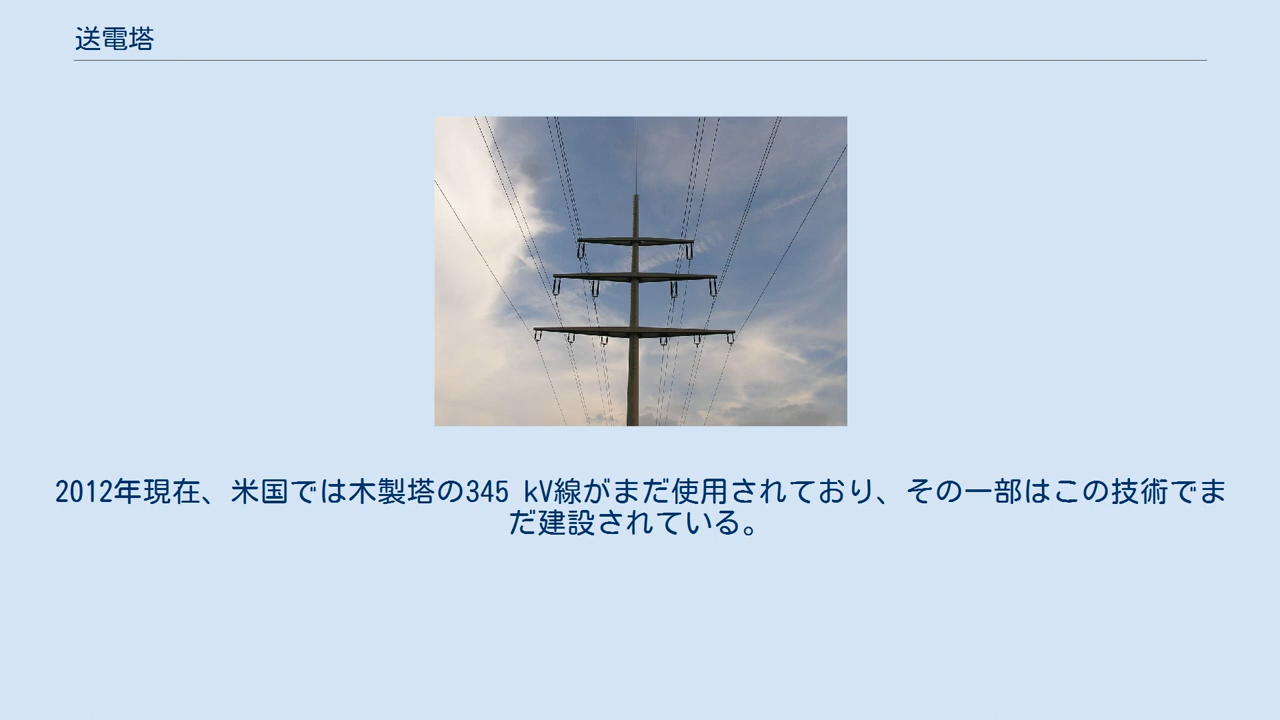 送電塔
2012年現在、米国では木製塔の345 kV線がまだ使用されており、その一部はこの技術でま
だ建設されている。